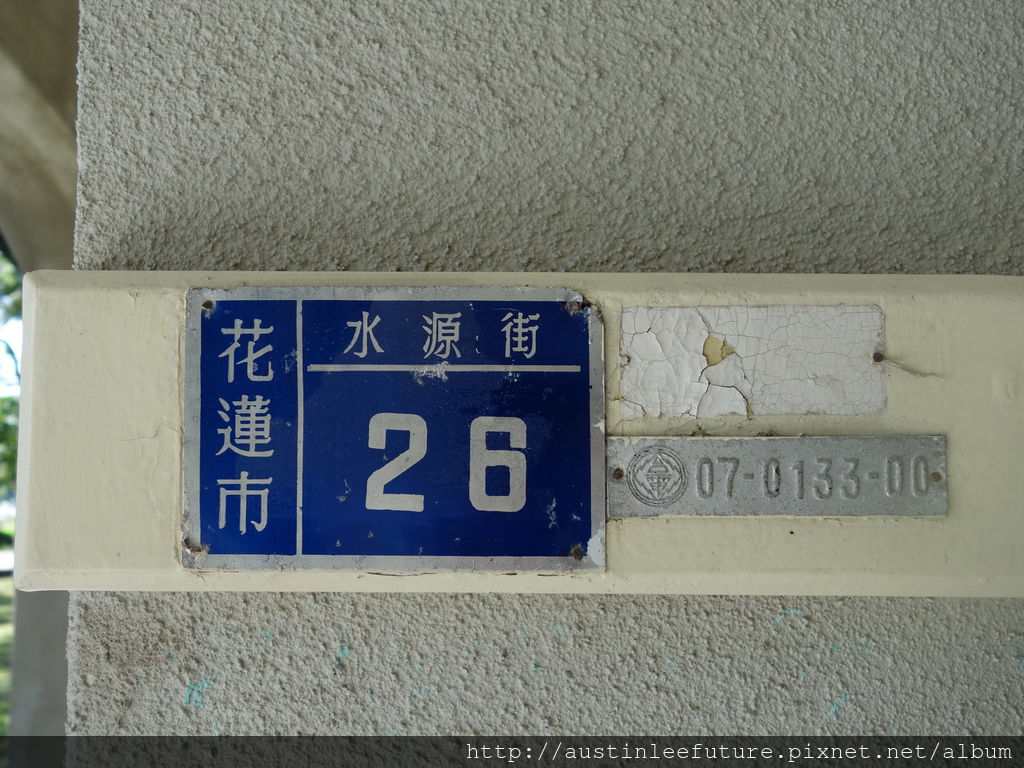 花蓮市
水源街
26
07-0133-00
http://austinleefuture.pixnet.net/album